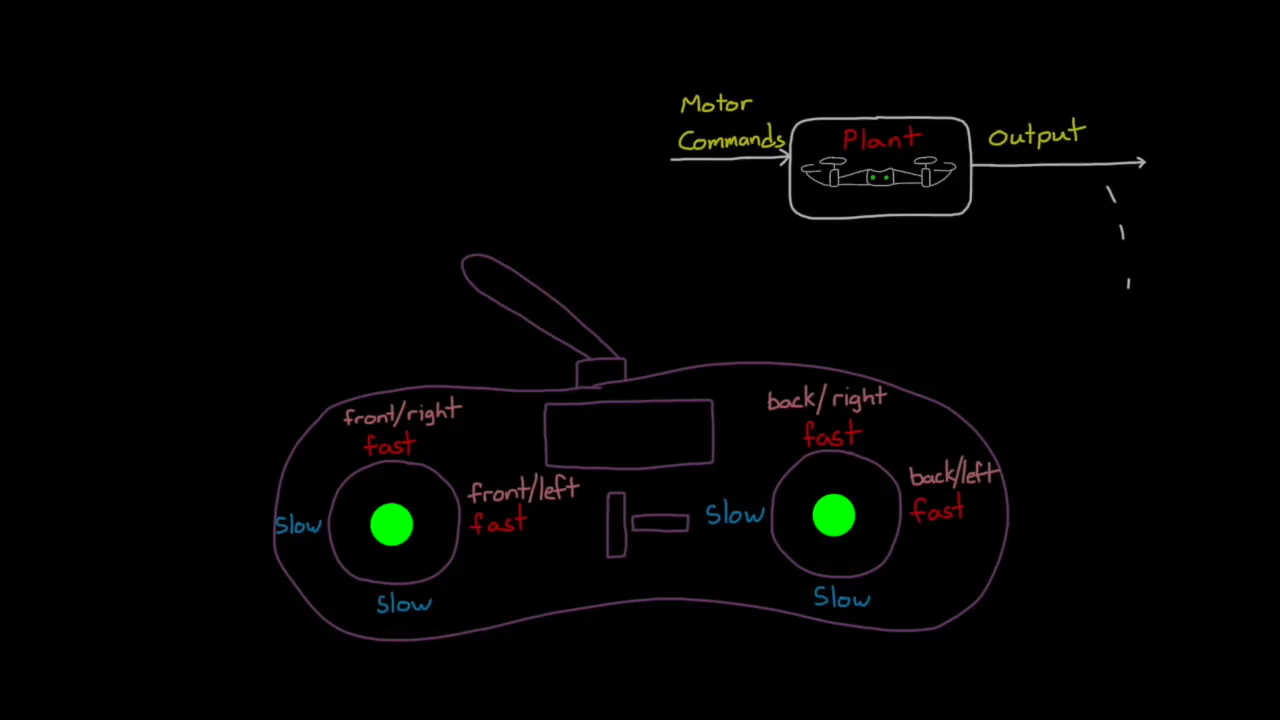 Motor
Commands
Plant
Output
front/right
fast
front/left
fast
Slow
Slow
back/right
fast
back/left
fast
Slow
Slow